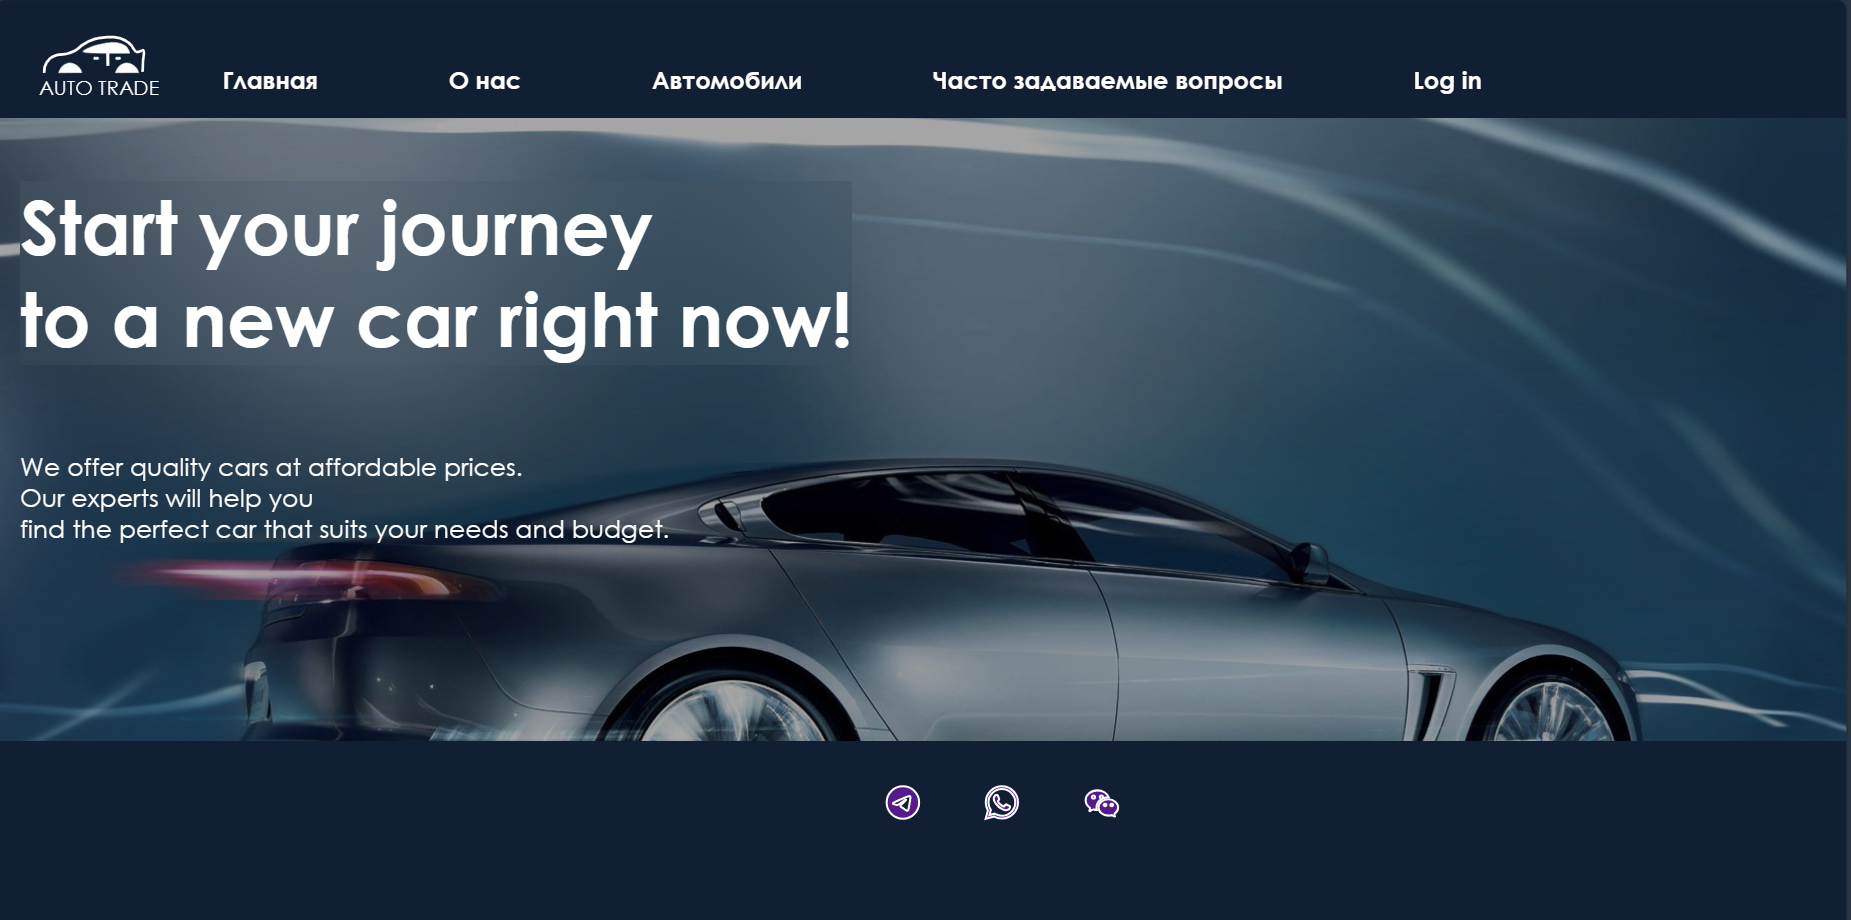 AUTO TRADE
Главная
О нас
Автомобили
Часто задаваемые вопросы
Log in
Start your journey
to a new car right now!
We offer quality cars at affordable prices.
Our experts will help you
find the perfect car that suits your needs and budget.